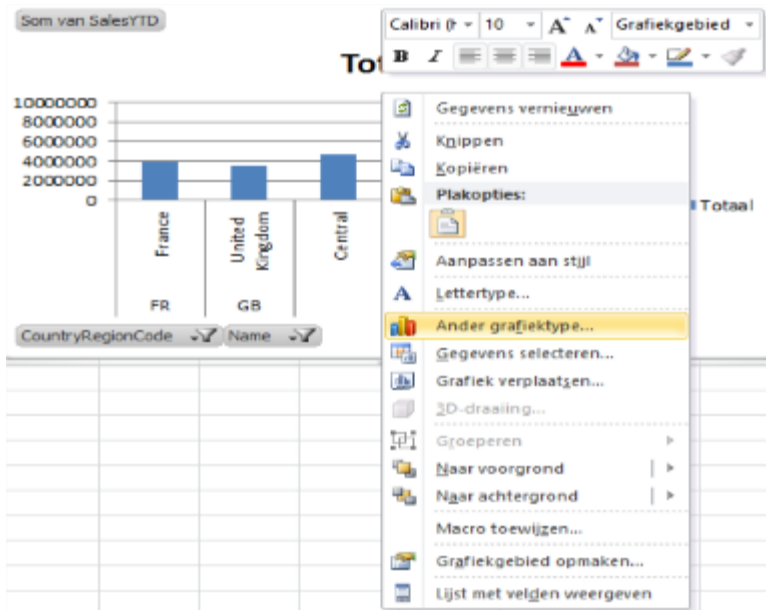 Som van SalesYTD
Calibri (H 10 A A Grafiekgebied
B I A
Tot
10000000
8000000
6000000
4000000
2000000
0
France
United Kingdom
Central
FR GB
CountryRegionCode Name
Totaal
Gegevens vernieuwen
Knippen
Kopiëren
Plakopties:
Aanpassen aan stijl
A Lettertype...
Ander grafiektype...
Gegevens selecteren...
Grafiek verplaatsen...
3D-draaiing...
Groeperen
Naar voorgrond
Naar achtergrond
Macro toewijzen...
Grafiekgebied opmaken...
Lijst met velden weergeven